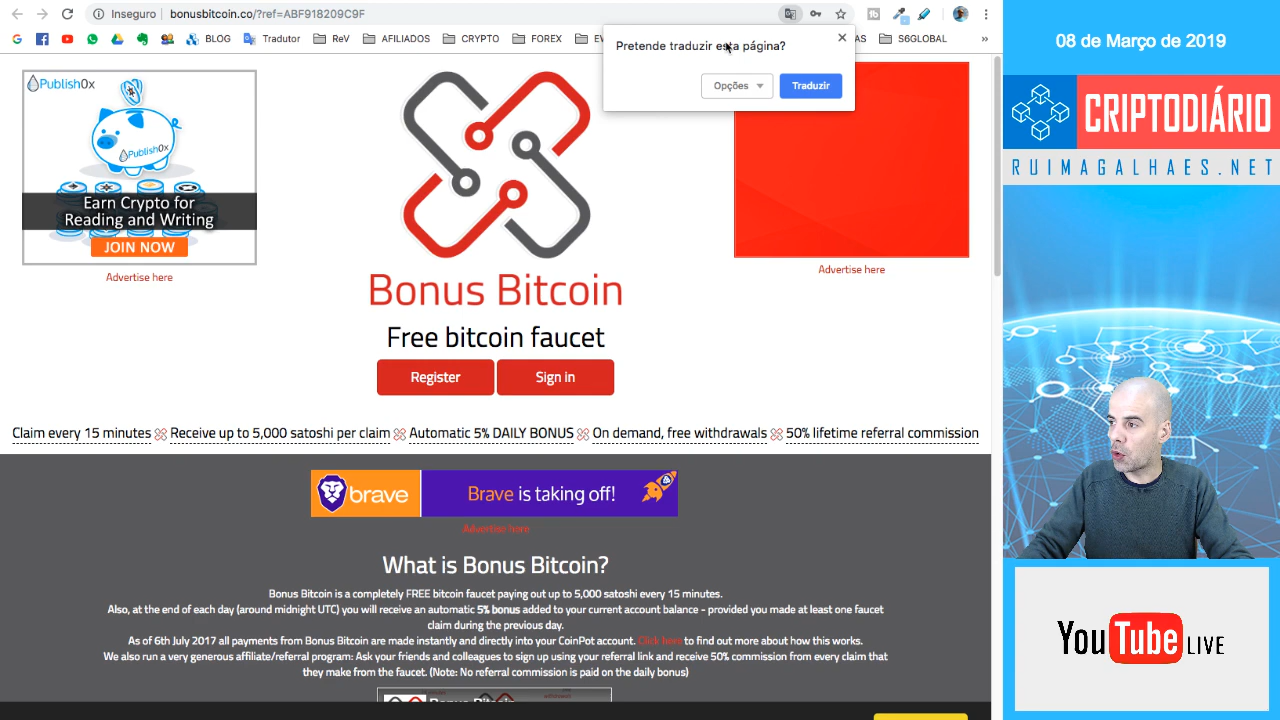 Inseguro
bonusbitcoin.co/?ref=ABF918209C9F
BLOG
Tradutor
ReV
AFILIADOS
CRYPTO
FOREX
AS
S6GLOBAL
»
Pretende traduzir esta página?
Opções
Traduzir
08 de Março de 2019
CRIPTODIÁRIO
RUIMAGALHAES.NET
Publish0x
Publish0x
Earn Crypto for
Reading and Writing
JOIN NOW
Advertise here
Advertise here
Bonus Bitcoin
Free bitcoin faucet
Register
Sign in
Claim every 15 minutes
Receive up to 5,000 satoshi per claim
Automatic 5% DAILY BONUS
On demand, free withdrawals
50% lifetime referral commission
brave
Brave is taking off!
Advertise here
What is Bonus Bitcoin?
Bonus Bitcoin is a completely FREE bitcoin faucet paying out up to 5,000 satoshi every 15 minutes.
Also, at the end of each day (around midnight UTC) you will receive an automatic 5% bonus added to your current account balance - provided you made at least one faucet
claim during the previous day.
As of 6th July 2017 all payments from Bonus Bitcoin are made instantly and directly into your CoinPot account. Click here to find out more about how this works.
We also run a very generous affiliate/referral program: Ask your friends and colleagues to sign up using your referral link and receive 50% commission from every claim that
they make from the faucet. (Note: No referral commission is paid on the daily bonus)
YouTube LIVE